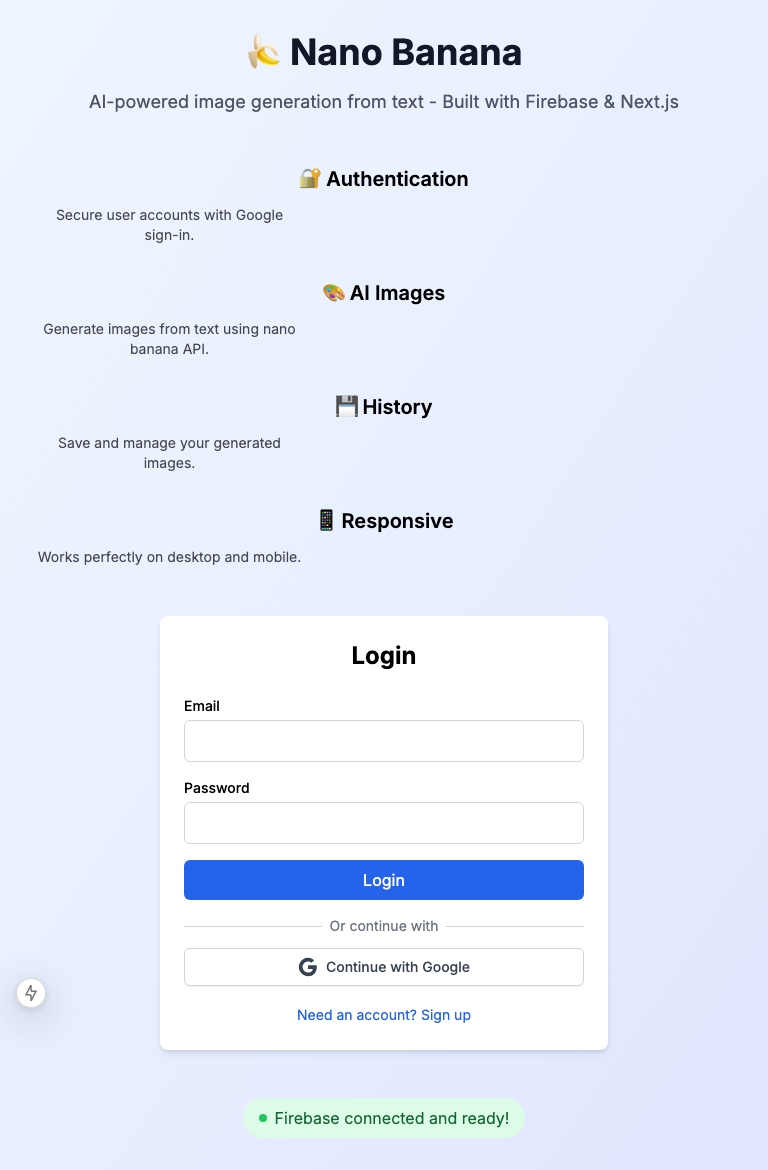 🍌 Nano Banana
AI-powered image generation from text - Built with Firebase & Next.js
🔐 Authentication
Secure user accounts with Google
sign-in.
🎨 AI Images
Generate images from text using nano
banana API.
💾 History
Save and manage your generated
images.
📱 Responsive
Works perfectly on desktop and mobile.
Login
Email
Password
Login
Or continue with
Continue with Google
Need an account? Sign up
Firebase connected and ready!